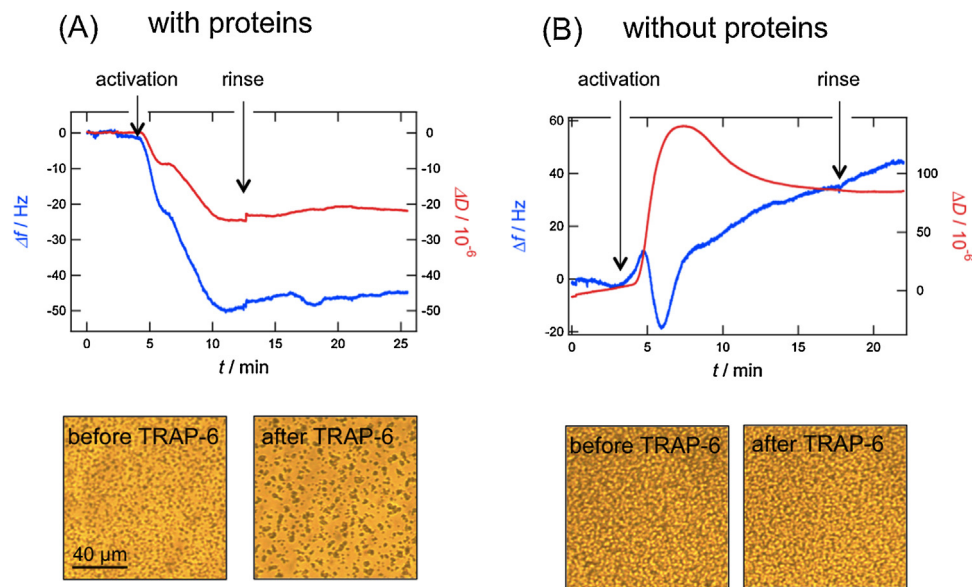 (A) with proteins
activation
rinse
0
-10
-20
-30
-40
-50
Δf / Hz
0
-10
-20
-30
-40
-50
ΔD / 10⁻⁶
0
5
10
15
20
25
t / min
before TRAP-6
40 µm
after TRAP-6
(B) without proteins
activation
rinse
60
40
20
0
-20
Δf / Hz
100
50
0
ΔD / 10⁻⁶
0
5
10
15
20
t / min
before TRAP-6
after TRAP-6